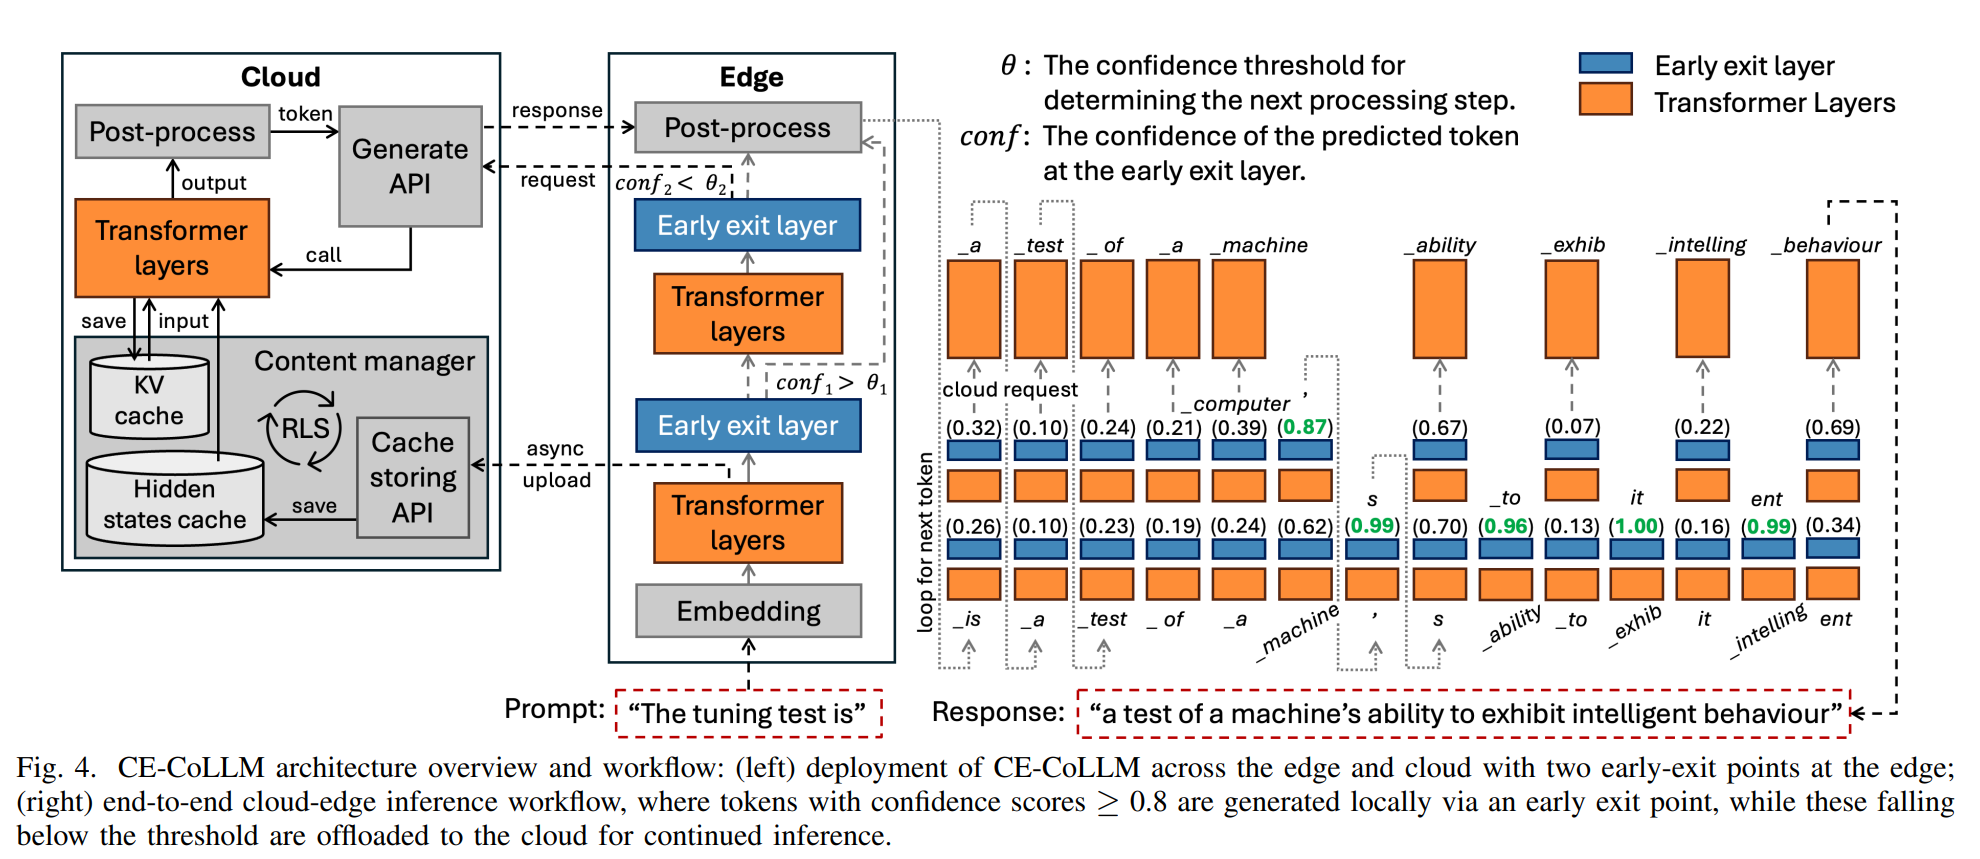 Cloud
Post-process
token
Generate
API
output
Transformer
layers
call
save
input
Content manager
KV
cache
RLS
Cache
storing
API
Hidden
states cache
save
response
request
async
upload
Edge
Post-process
conf₂ < θ₂
Early exit layer
Transformer
layers
conf₁ > θ₁
Early exit layer
Transformer
layers
Embedding
Prompt: "The tuning test is"
θ : The confidence threshold for
determining the next processing step.
conf : The confidence of the predicted token
at the early exit layer.
Early exit layer
Transformer Layers
loop for next token
_a _test _of _a _machine _ability _exhib _intelling _behaviour
cloud request
_computer ,
(0.32) (0.10) (0.24) (0.21) (0.39) (0.87) (0.67) (0.07) (0.22) (0.69)
s _to it ent
(0.26) (0.10) (0.23) (0.19) (0.24) (0.62) (0.99) (0.70) (0.96) (0.13) (1.00) (0.16) (0.99) (0.34)
_is _a _test _of _a _machine ’ s _ability _to _exhib it _intelling ent
Response: "a test of a machine’s ability to exhibit intelligent behaviour"
Fig. 4. CE-CoLLM architecture overview and workflow: (left) deployment of CE-CoLLM across the edge and cloud with two early-exit points at the edge;
(right) end-to-end cloud-edge inference workflow, where tokens with confidence scores ≥ 0.8 are generated locally via an early exit point, while these falling
below the threshold are offloaded to the cloud for continued inference.